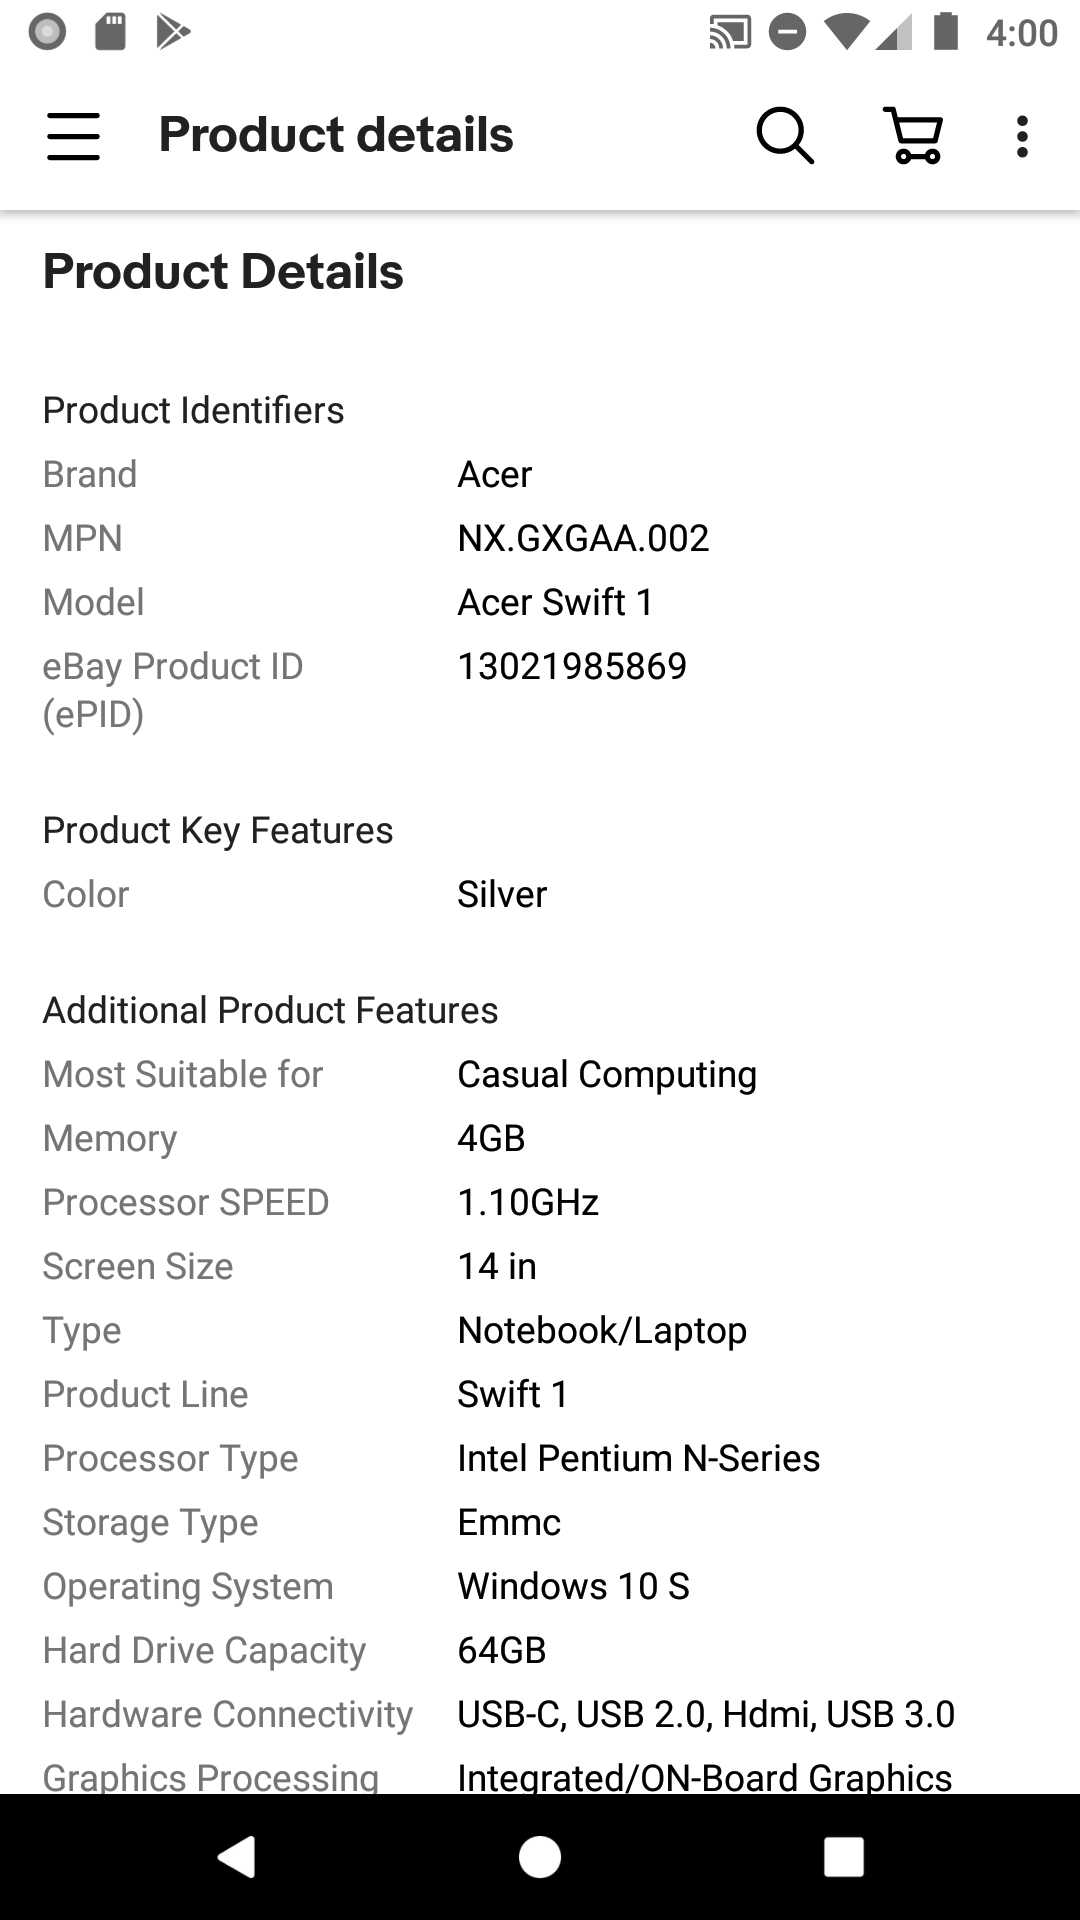 4:00
Product details
Product Details
Product Identifiers
Brand Acer
MPN NX.GXGAA.002
Model Acer Swift 1
eBay Product ID 13021985869
(ePID)
Product Key Features
Color Silver
Additional Product Features
Most Suitable for Casual Computing
Memory 4GB
Processor SPEED 1.10GHz
Screen Size 14 in
Type Notebook/Laptop
Product Line Swift 1
Processor Type Intel Pentium N-Series
Storage Type Emmc
Operating System Windows 10 S
Hard Drive Capacity 64GB
Hardware Connectivity USB-C, USB 2.0, Hdmi, USB 3.0
Graphics Processing Integrated/ON-Board Graphics